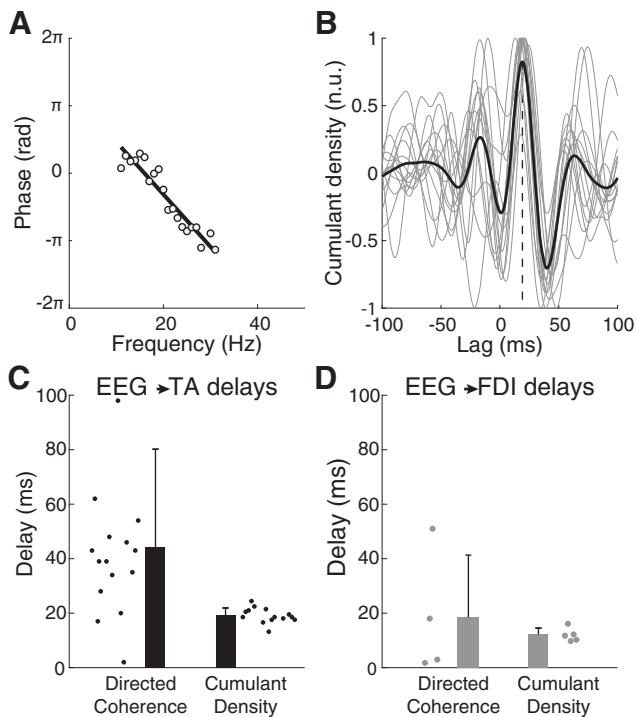 A
2π
π
0
-π
-2π
Phase (rad)
0
20
40
Frequency (Hz)
B
1
0.5
0
-0.5
-1
Cumulant density (n.u.)
-100
-50
0
50
100
Lag (ms)
C
EEG → TA delays
100
80
60
40
20
0
Delay (ms)
Directed
Coherence
Cumulant
Density
D
EEG → FDI delays
100
80
60
40
20
0
Delay (ms)
Directed
Coherence
Cumulant
Density